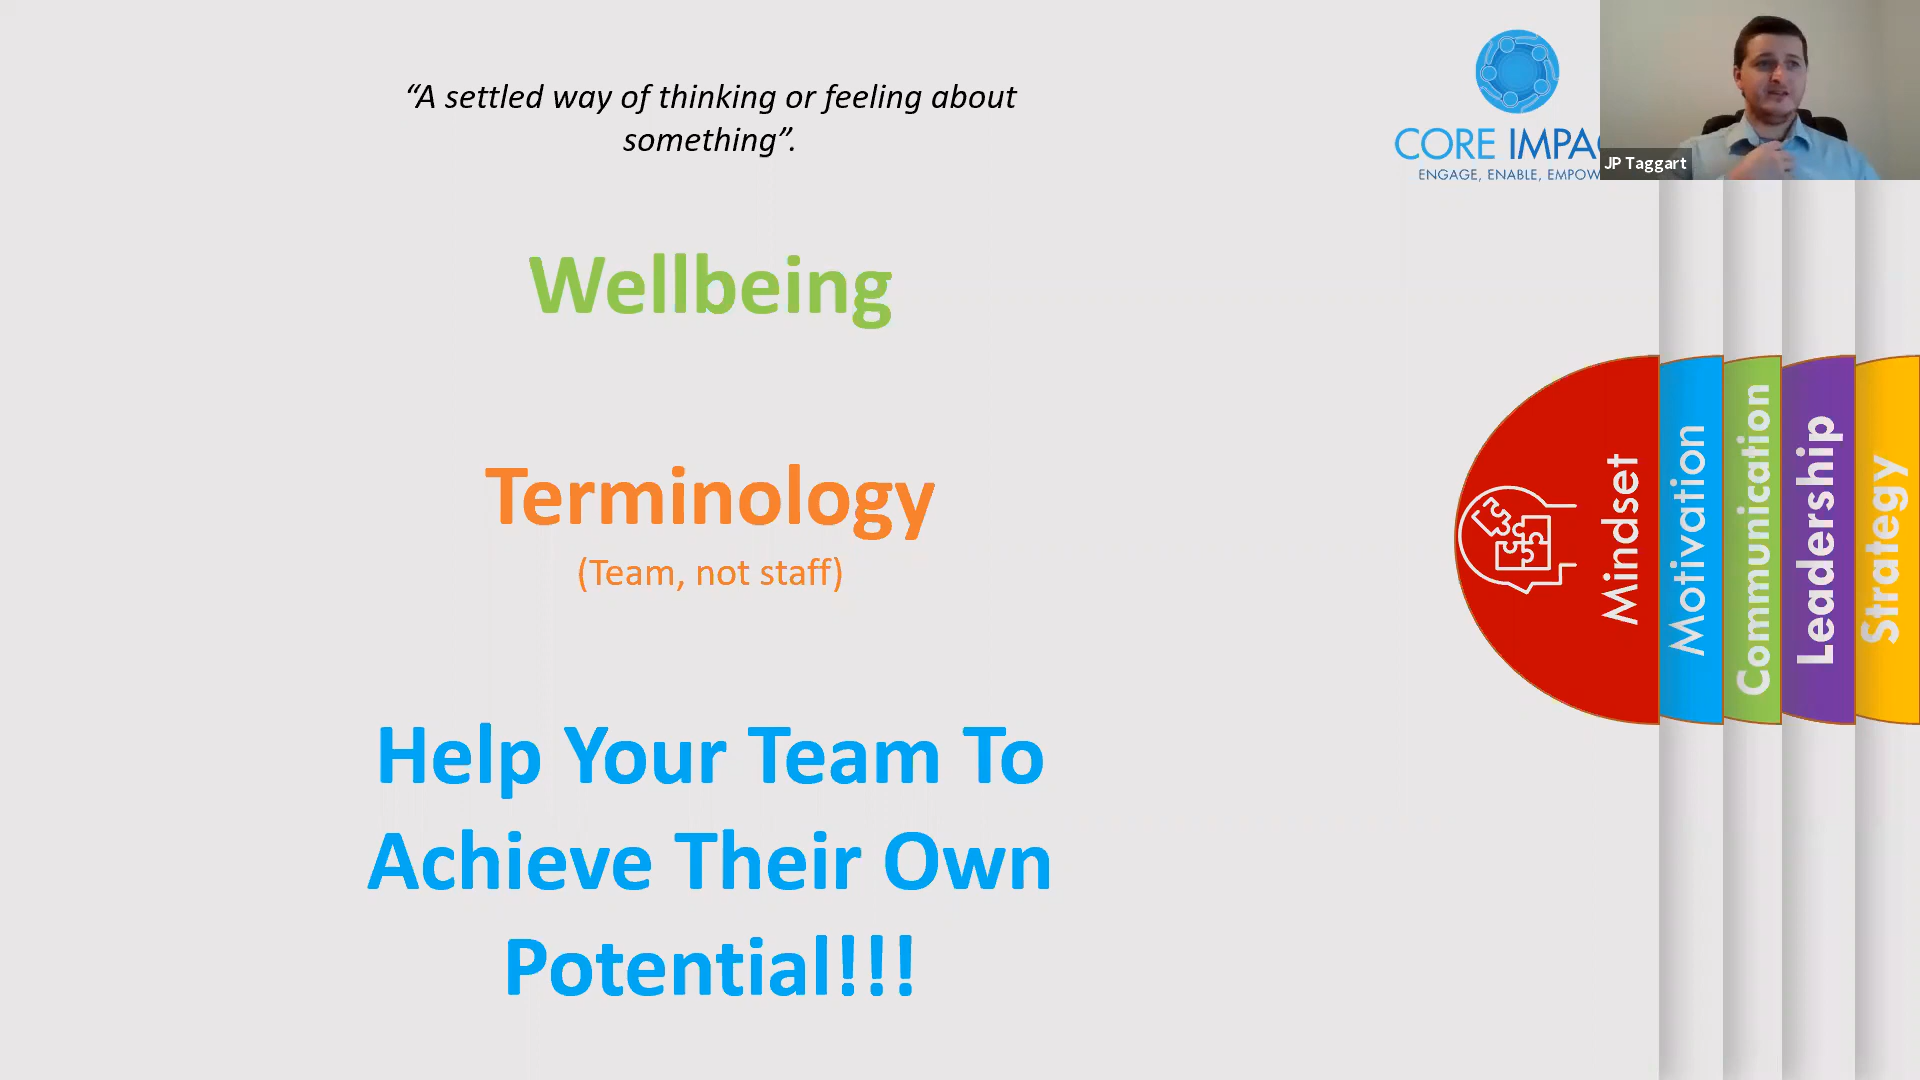 “A settled way of thinking or feeling about
something”.
Wellbeing
Terminology
(Team, not staff)
Help Your Team To
Achieve Their Own
Potential!!!
CORE IMPA
ENGAGE, ENABLE, EMPOW
JP Taggart
Mindset
Motivation
Communication
Leadership
Strategy